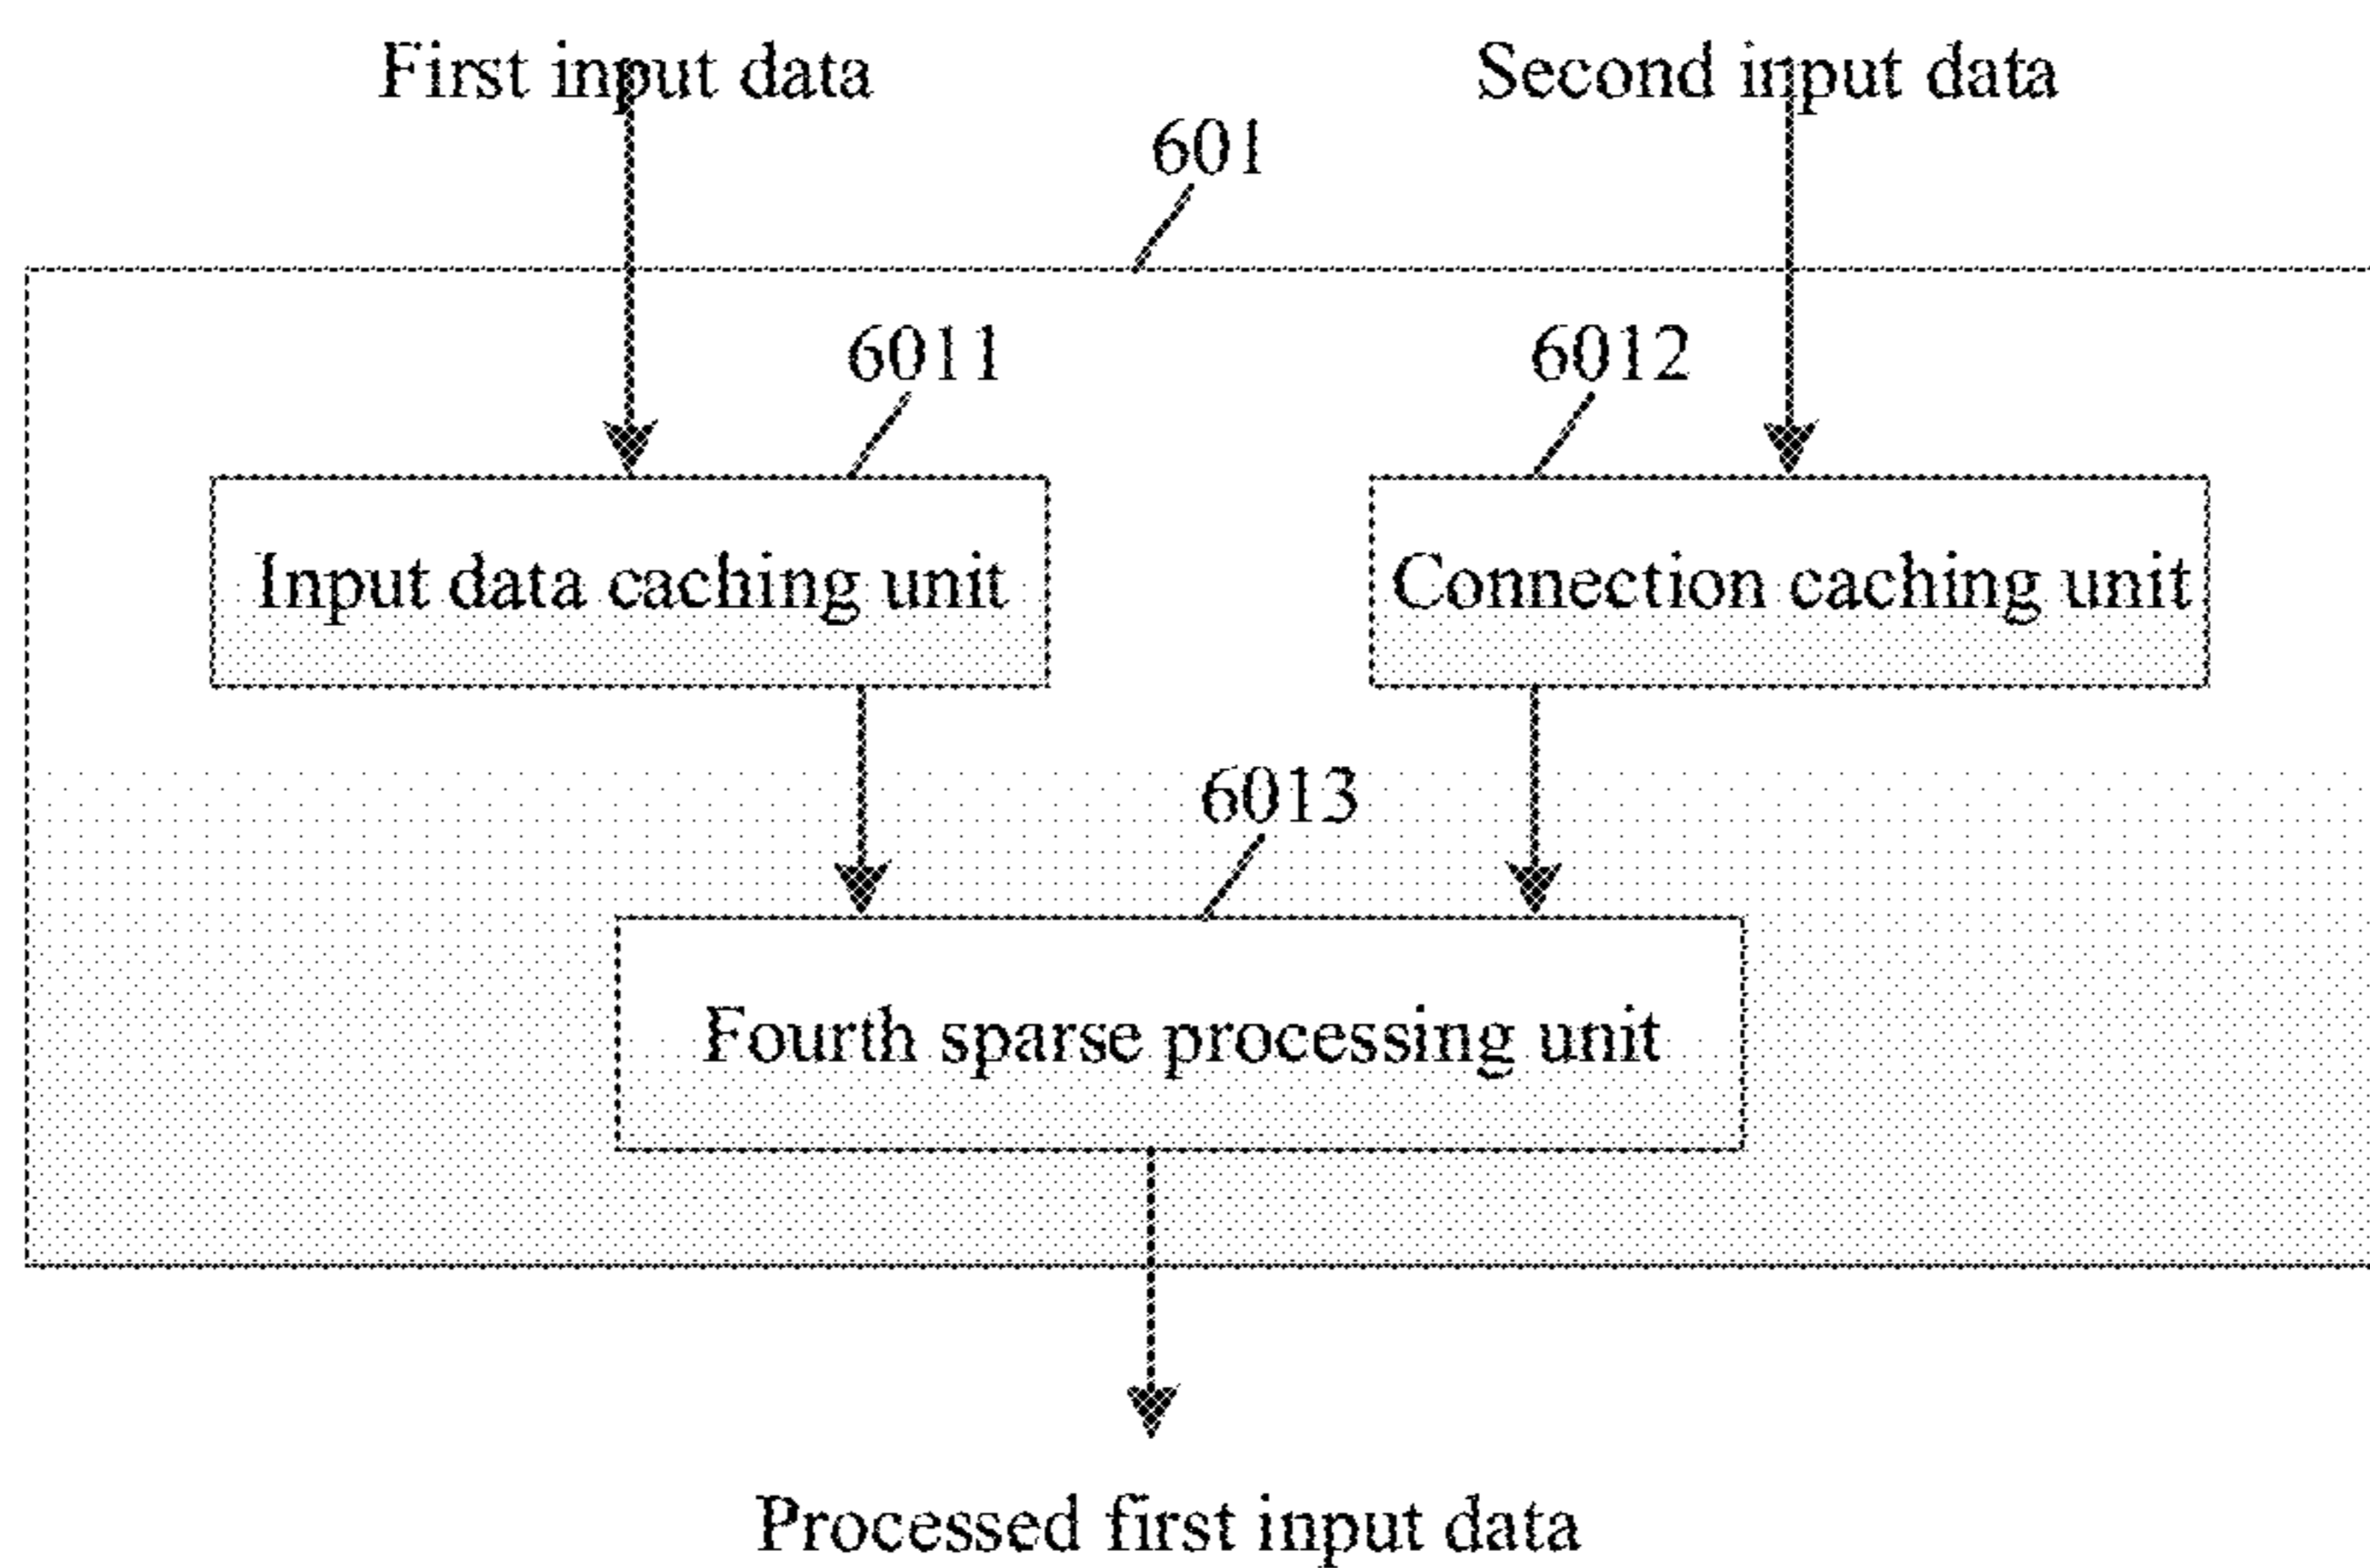 First input data
Second input data
601
6011
6012
Input data caching unit
Connection caching unit
6013
Fourth sparse processing unit
Processed first input data